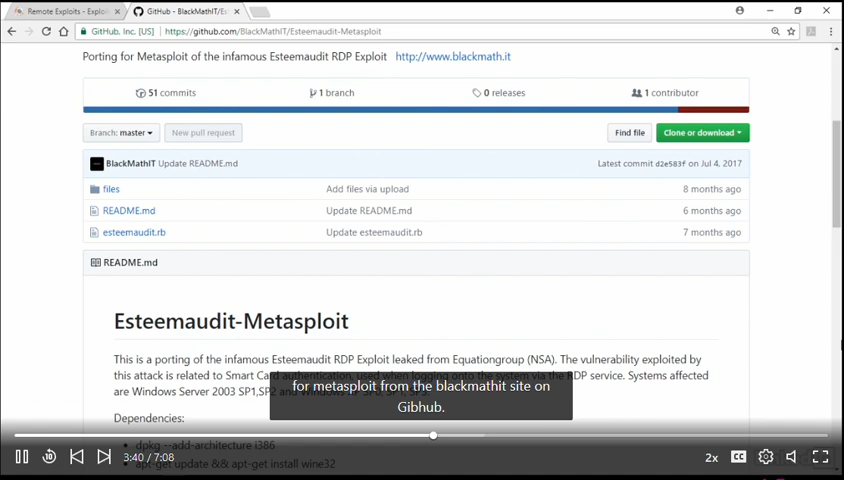 Remote Exploits - Exploit
GitHub - BlackMathIT/Es
GitHub, Inc. [US] https://github.com/BlackMathIT/Esteemaudit-Metasploit
Porting for Metasploit of the infamous Esteemaudit RDP Exploit http://www.blackmath.it
51 commits 1 branch 0 releases 1 contributor
Branch: master New pull request Find file Clone or download
BlackMathIT Update README.md Latest commit d2e583f on Jul 4, 2017
files Add files via upload 8 months ago
README.md Update README.md 6 months ago
esteemaudit.rb Update esteemaudit.rb 7 months ago
README.md
Esteemaudit-Metasploit
This is a porting of the infamous Esteemaudit RDP Exploit leaked from Equationgroup (NSA). The vulnerability exploited by
this attack is related to Smart Card authentication, used when logging onto the system via the RDP service. Systems affected
are Windows Server 2003 SP1,SP2 and Windows XP SP0, SP1, SP3.
for metasploit from the blackmathit site on
Gibhub.
Dependencies:
dpkg --add-architecture i386
apt-get update && apt-get install wine32
3:40 / 7:08 2x CC